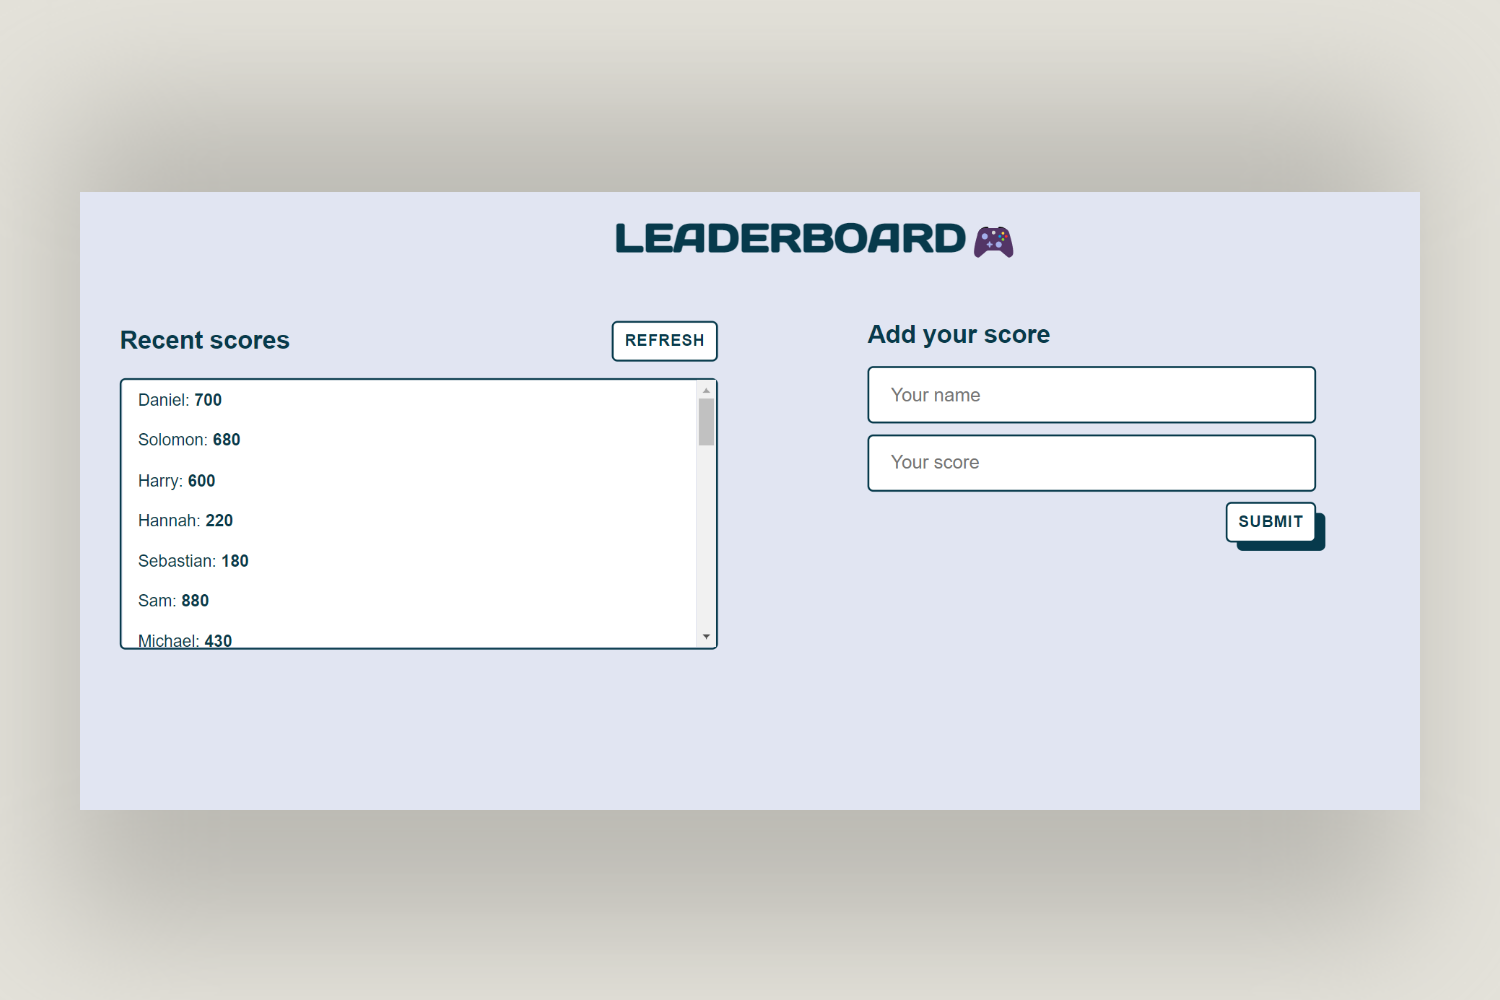 LEADERBOARD
Recent scores
REFRESH
Daniel: 700
Solomon: 680
Harry: 600
Hannah: 220
Sebastian: 180
Sam: 880
Michael: 430
Add your score
Your name
Your score
SUBMIT